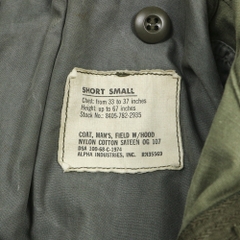 SHORT SMALL
Chest: from 33 to 37 inches
Height: up to 67 inches
Stock No.: 8405-782-2935
COAT, MAN'S, FIELD W/HOOD
NYLON COTTON SATEEN OG 107
DSA 100-68-C-1974
ALPHA INDUSTRIES, INC. RN35503